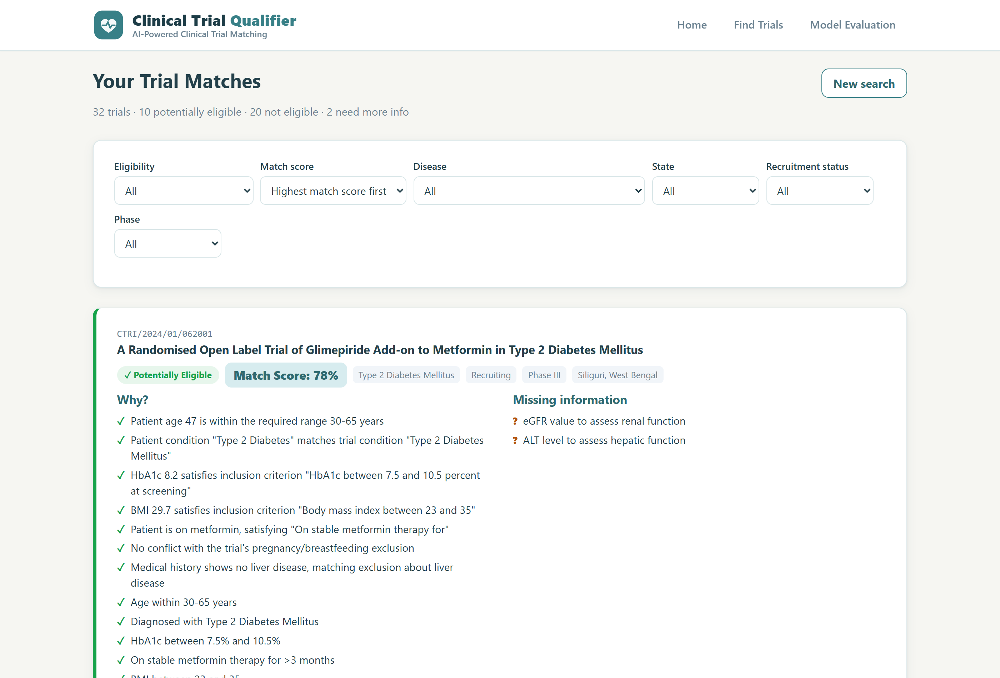 Clinical Trial Qualifier
AI-Powered Clinical Trial Matching
Home
Find Trials
Model Evaluation
Your Trial Matches
New search
32 trials · 10 potentially eligible · 20 not eligible · 2 need more info
Eligibility
Match score
Disease
State
Recruitment status
All
Highest match score first
All
All
All
Phase
All
CTRI/2024/01/062001
A Randomised Open Label Trial of Glimepiride Add-on to Metformin in Type 2 Diabetes Mellitus
✓ Potentially Eligible
Match Score: 78%
Type 2 Diabetes Mellitus
Recruiting
Phase III
Siliguri, West Bengal
Why?
✓ Patient age 47 is within the required range 30-65 years
✓ Patient condition "Type 2 Diabetes" matches trial condition "Type 2 Diabetes
Mellitus"
✓ HbA1c 8.2 satisfies inclusion criterion "HbA1c between 7.5 and 10.5 percent
at screening"
✓ BMI 29.7 satisfies inclusion criterion "Body mass index between 23 and 35"
✓ Patient is on metformin, satisfying "On stable metformin therapy for"
✓ No conflict with the trial's pregnancy/breastfeeding exclusion
✓ Medical history shows no liver disease, matching exclusion about liver
disease
✓ Age within 30-65 years
✓ Diagnosed with Type 2 Diabetes Mellitus
✓ HbA1c between 7.5% and 10.5%
✓ On stable metformin therapy for >3 months
✓ BMI between 23 and 35
Missing information
? eGFR value to assess renal function
? ALT level to assess hepatic function